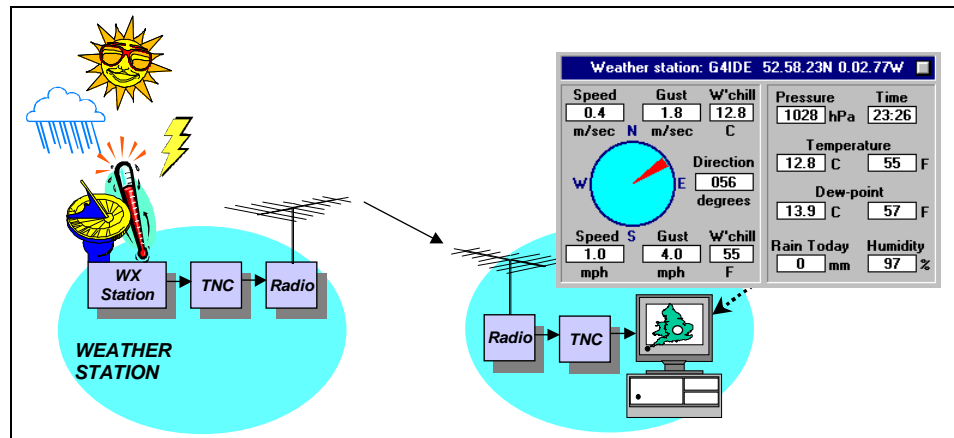 Weather station: G4IDE 52.58.23N 0.02.77W
Speed Gust W'chill
0.4 1.8 12.8
m/sec N m/sec C
W E
Direction
056
degrees
Speed S Gust W'chill
1.0 4.0 55
mph mph F
Pressure Time
1028 hPa 23:26
Temperature
12.8 C 55 F
Dew-point
13.9 C 57 F
Rain Today Humidity
0 mm 97 %
WX
Station
TNC
Radio
WEATHER
STATION
Radio
TNC